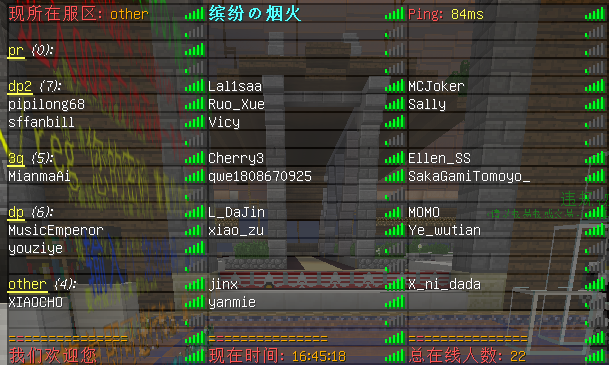 现所在服区: other 缤纷の烟火 Ping: 84ms
pr (0):
dp2 (7): Lal1saa MCJoker
pipilong68 Ruo_Xue Sally
sffanbill Vicy
3q (5): Cherry3 Ellen_SS
MianmaAi qwe1808670925 SakaGamiTomoyo_
dp (6): L_DaJin MOMO
MusicEmperor xiao_zu Ye_wutian
youziye
other (4): jinx X_ni_dada
XIAOCHO yanmie
=============== =============== ===============
我们欢迎您 现在时间: 16:45:18 总在线人数: 22